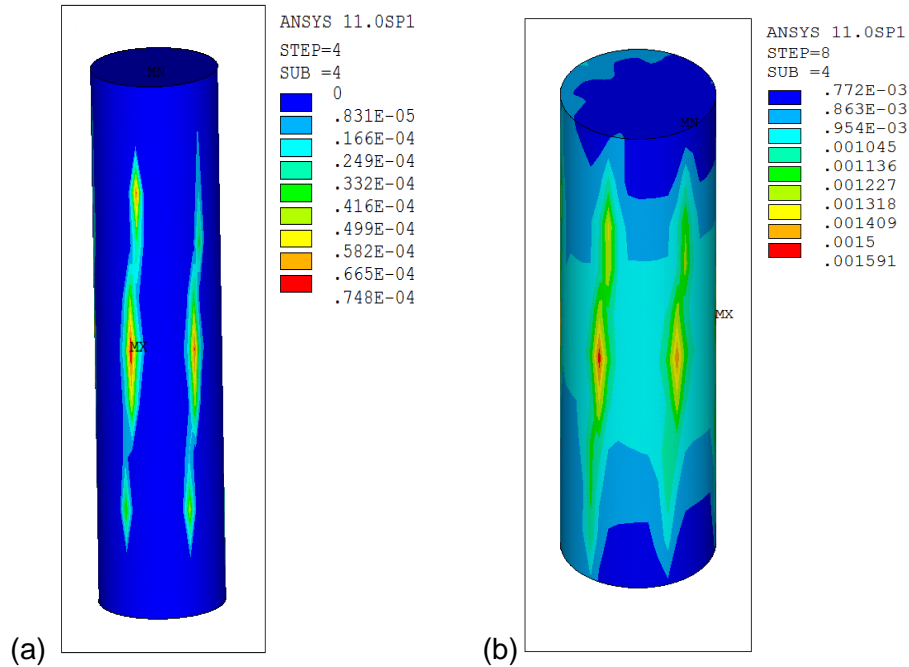 ANSYS 11.0SP1
STEP=4
SUB =4
0
.831E-05
.166E-04
.249E-04
.332E-04
.416E-04
.499E-04
.582E-04
.665E-04
.748E-04
MN
MX
(a)
ANSYS 11.0SP1
STEP=8
SUB =4
.772E-03
.863E-03
.954E-03
.001045
.001136
.001227
.001318
.001409
.0015
.001591
MN
MX
(b)